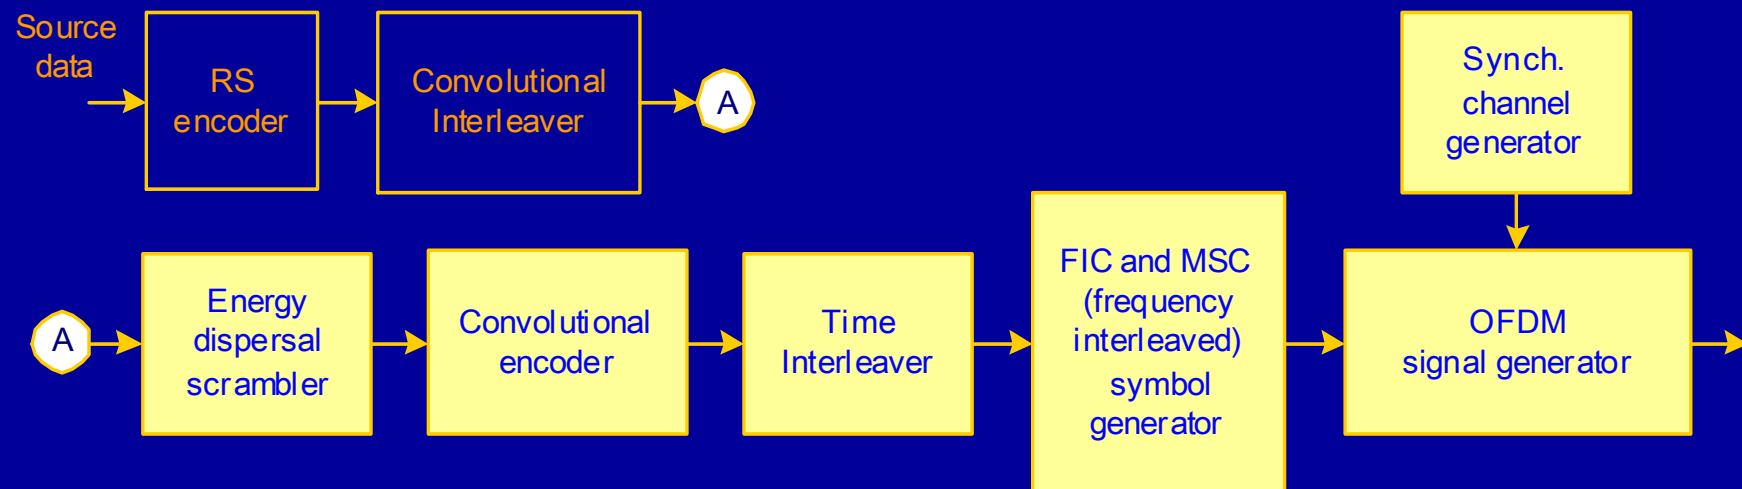 Source
data
RS
encoder
Convolutional
Interleaver
A
Synch.
channel
generator
A
Energy
dispersal
scrambler
Convolutional
encoder
Time
Interleaver
FIC and MSC
(frequency
interleaved)
symbol
generator
OFDM
signal generator